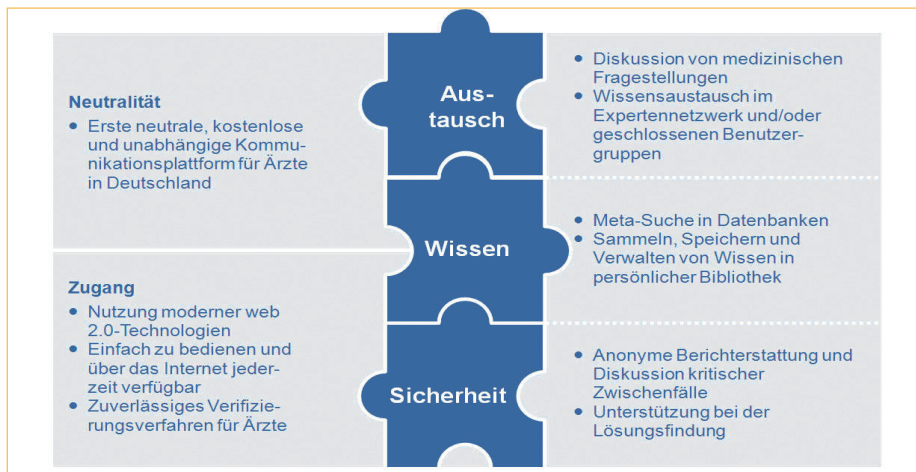 Neutralität
• Erste neutrale, kostenlose
und unabhängige Kommu-
nikationsplattform für Ärzte
in Deutschland
Zugang
• Nutzung moderner web
2.0-Technologien
• Einfach zu bedienen und
über das Internet jeder-
zeit verfügbar
• Zuverlässiges Verifizie-
rungsverfahren für Ärzte
Aus-
tausch
• Diskussion von medizinischen
Fragestellungen
• Wissensaustausch im
Expertennetzwerk und/oder
geschlossenen Benutzer-
gruppen
Wissen
• Meta-Suche in Datenbanken
• Sammeln, Speichern und
Verwalten von Wissen in
persönlicher Bibliothek
Sicherheit
• Anonyme Berichterstattung und
Diskussion kritischer
Zwischenfälle
• Unterstützung bei der
Lösungsfindung